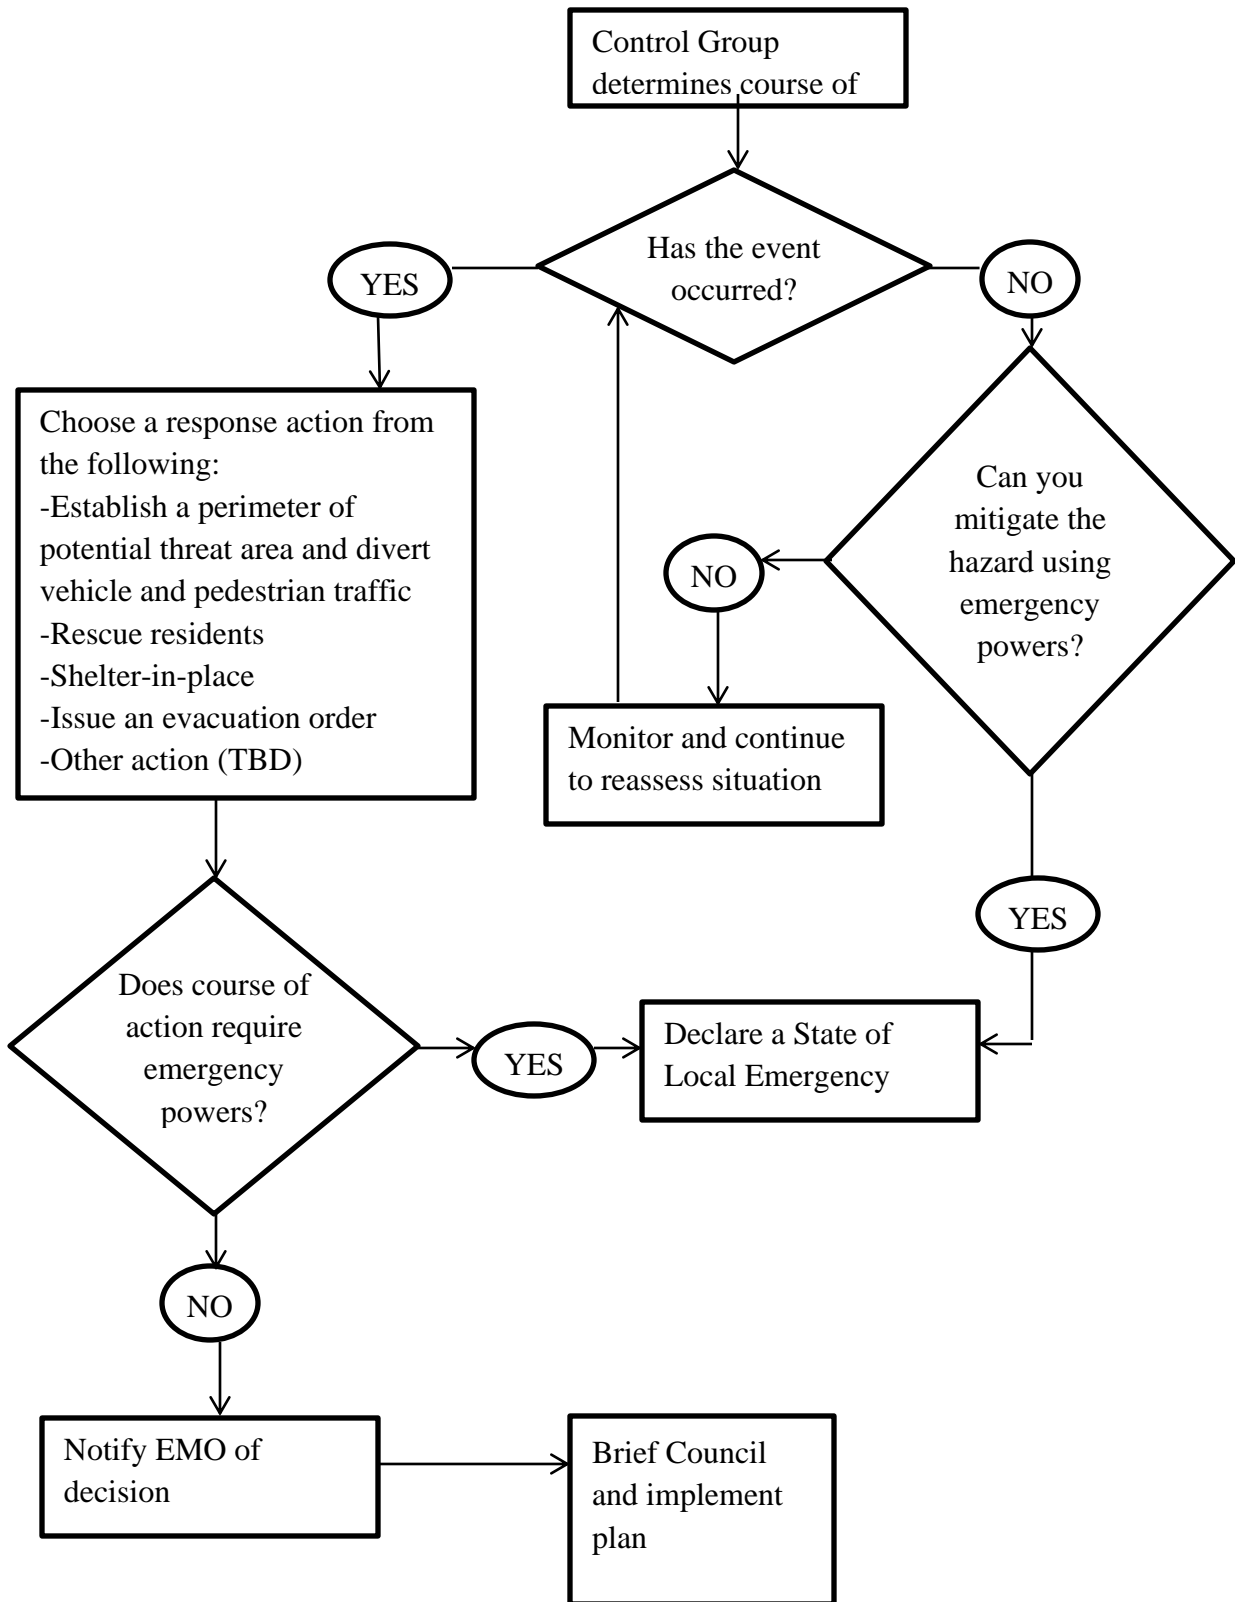 Control Group
determines course of
Has the event
occurred?
YES
NO
Choose a response action from
the following:
-Establish a perimeter of
potential threat area and divert
vehicle and pedestrian traffic
-Rescue residents
-Shelter-in-place
-Issue an evacuation order
-Other action (TBD)
Can you
mitigate the
hazard using
emergency
powers?
NO
Monitor and continue
to reassess situation
YES
Does course of
action require
emergency
powers?
YES
Declare a State of
Local Emergency
NO
Notify EMO of
decision
Brief Council
and implement
plan